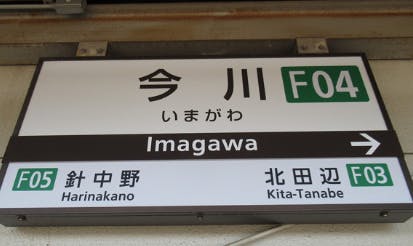 今川 F04
いまがわ
Imagawa →
F05 針中野 北田辺 F03
Harinakano Kita-Tanabe